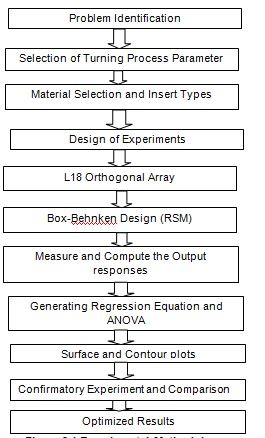 Problem Identification
Selection of Turning Process Parameter
Material Selection and Insert Types
Design of Experiments
L18 Orthogonal Array
Box-Behnken Design (RSM)
Measure and Compute the Output
responses
Generating Regression Equation and
ANOVA
Surface and Contour plots
Confirmatory Experiment and Comparison
Optimized Results